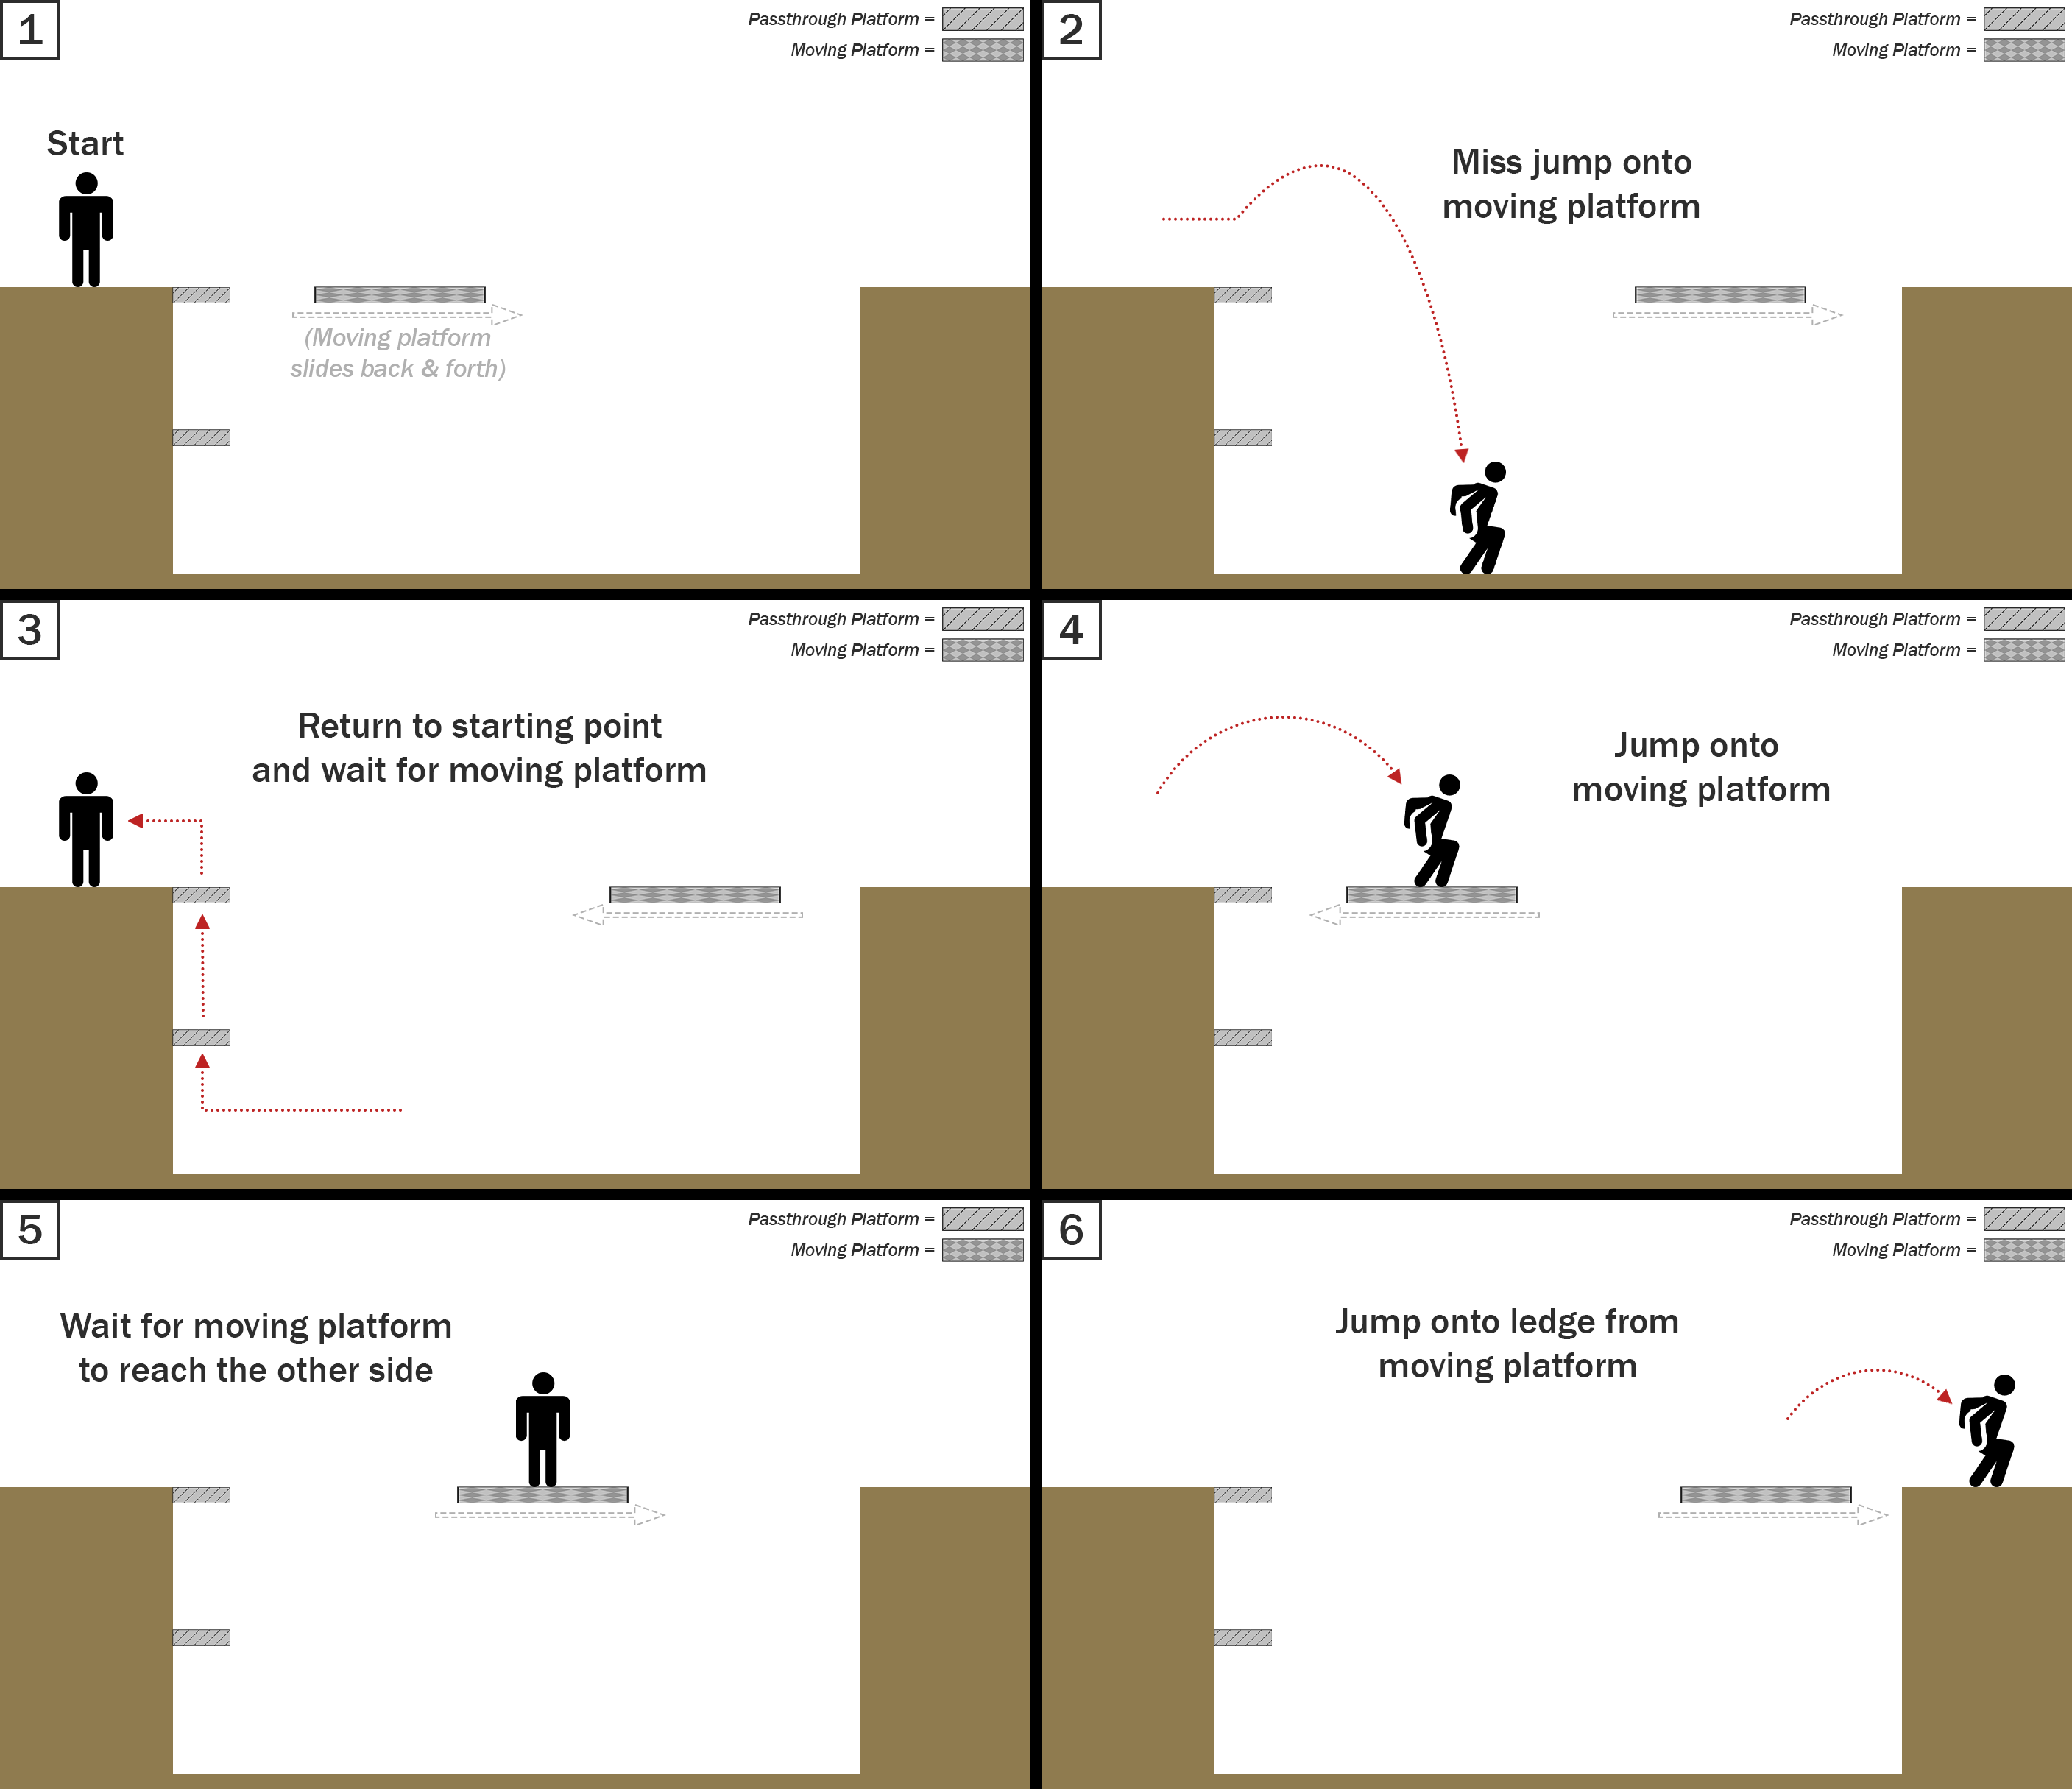 1
Passthrough Platform =
Moving Platform =
Start
(Moving platform
slides back & forth)
2
Passthrough Platform =
Moving Platform =
Miss jump onto
moving platform
3
Passthrough Platform =
Moving Platform =
Return to starting point
and wait for moving platform
4
Passthrough Platform =
Moving Platform =
Jump onto
moving platform
5
Passthrough Platform =
Moving Platform =
Wait for moving platform
to reach the other side
6
Passthrough Platform =
Moving Platform =
Jump onto ledge from
moving platform